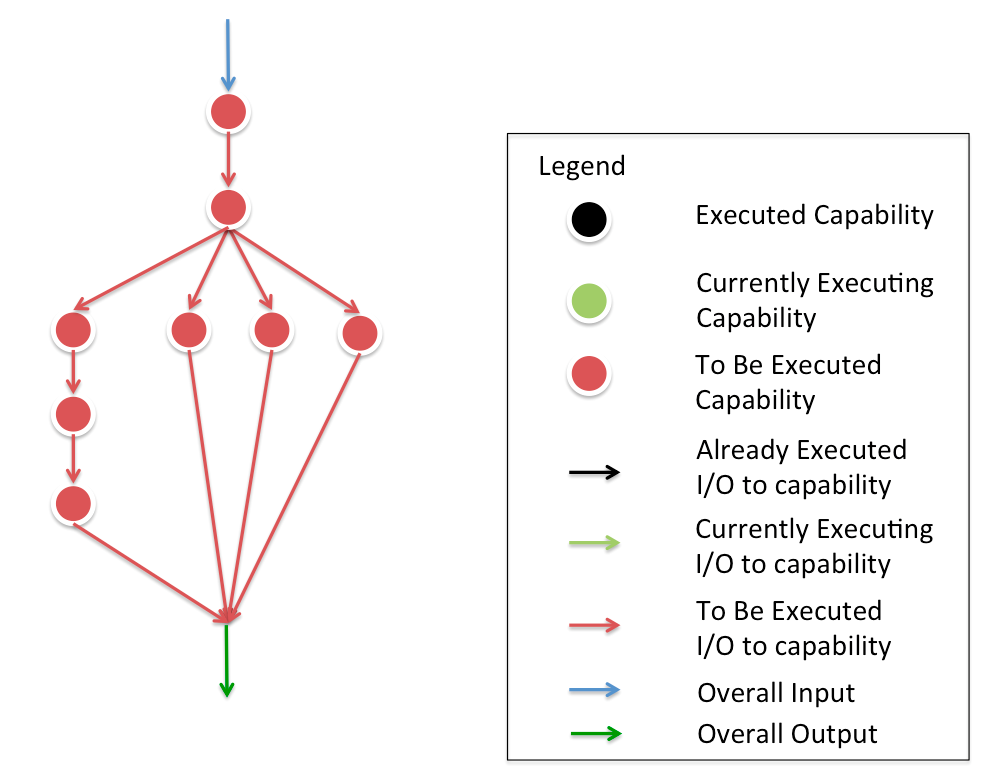 Legend
Executed Capability
Currently Executing
Capability
To Be Executed
Capability
Already Executed
I/O to capability
Currently Executing
I/O to capability
To Be Executed
I/O to capability
Overall Input
Overall Output